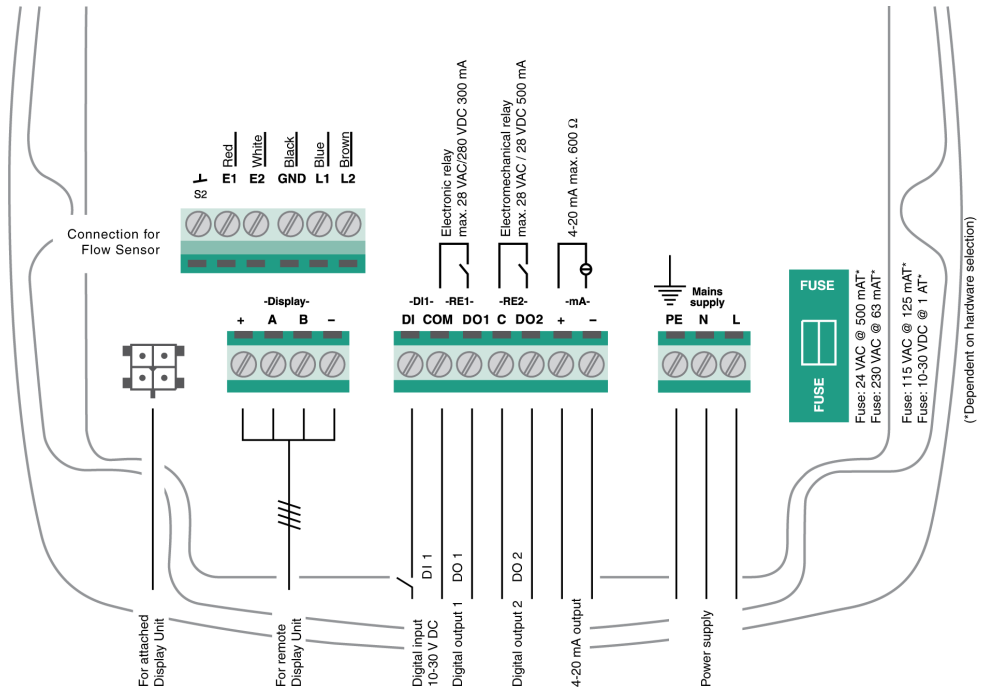 Red
White
Black
Blue
Brown
E1
E2
GND
L1
L2
S2
Connection for
Flow Sensor
Electronic relay
max. 28 VAC/280 VDC 300 mA
Electromechanical relay
max. 28 VAC / 28 VDC 500 mA
4-20 mA max. 600 Ω
-Display-
+ A B −
-DI1- -RE1- -RE2- -mA-
DI COM DO1 C DO2 + −
Mains
supply
PE N L
FUSE
FUSE
Fuse: 24 VAC @ 500 mAT*
Fuse: 230 VAC @ 63 mAT*
Fuse: 115 VAC @ 125 mAT*
Fuse: 10-30 VDC @ 1 AT*
(*Dependent on hardware selection)
DI 1
DO 1
DO 2
For attached
Display Unit
For remote
Display Unit
Digital input
10-30 V DC
Digital output 1
Digital output 2
4-20 mA output
Power supply